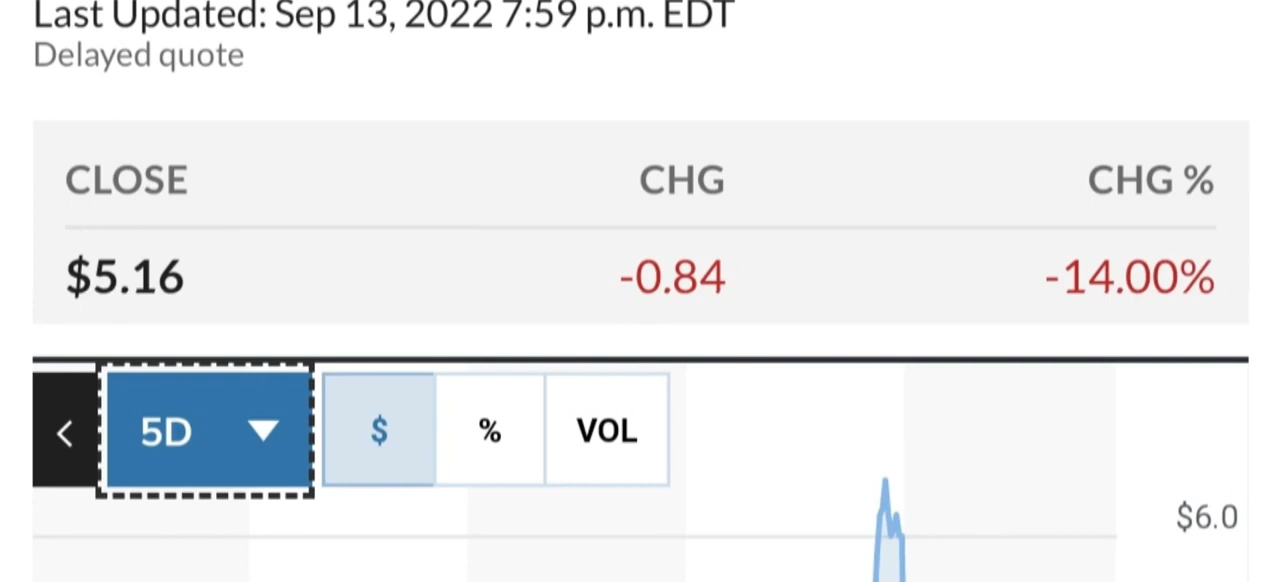 Last Updated: Sep 13, 2022 7:59 p.m. EDT
Delayed quote
CLOSE CHG CHG %
$5.16 -0.84 -14.00%
5D $ % VOL
$6.0